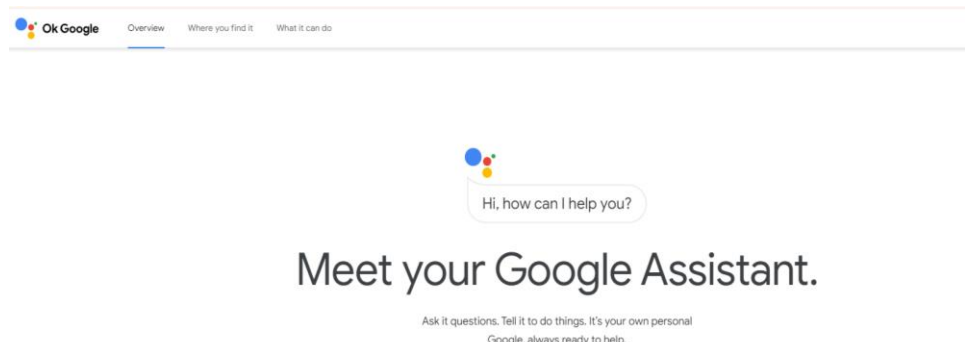 Ok Google Overview Where you find it What it can do
Hi, how can I help you?
Meet your Google Assistant.
Ask it questions. Tell it to do things. It's your own personal
Google, always ready to help.